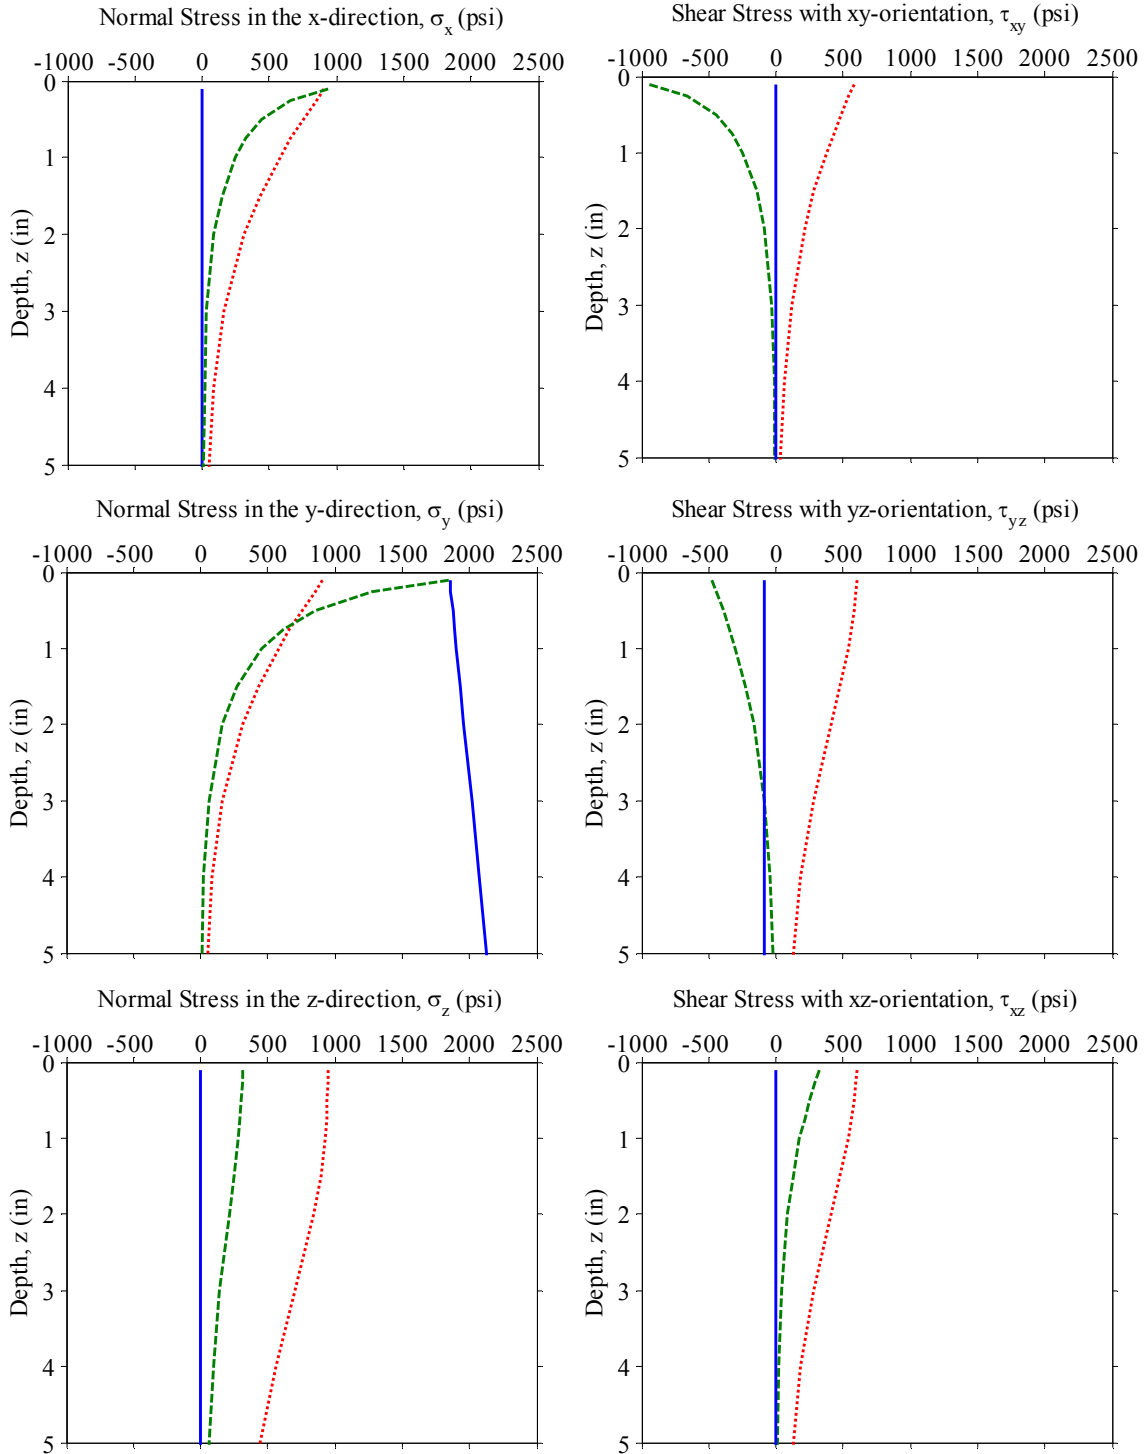 Normal Stress in the x-direction, σx (psi)
-1000 -500 0 500 1000 1500 2000 2500
0
1
2
3
4
5
Depth, z (in)
Shear Stress with xy-orientation, τxy (psi)
-1000 -500 0 500 1000 1500 2000 2500
0
1
2
3
4
5
Depth, z (in)
Normal Stress in the y-direction, σy (psi)
-1000 -500 0 500 1000 1500 2000 2500
0
1
2
3
4
5
Depth, z (in)
Shear Stress with yz-orientation, τyz (psi)
-1000 -500 0 500 1000 1500 2000 2500
0
1
2
3
4
5
Depth, z (in)
Normal Stress in the z-direction, σz (psi)
-1000 -500 0 500 1000 1500 2000 2500
0
1
2
3
4
5
Depth, z (in)
Shear Stress with xz-orientation, τxz (psi)
-1000 -500 0 500 1000 1500 2000 2500
0
1
2
3
4
5
Depth, z (in)